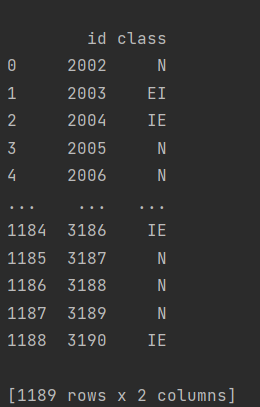 id class
0 2002 N
1 2003 EI
2 2004 IE
3 2005 N
4 2006 N
... ... ...
1184 3186 IE
1185 3187 N
1186 3188 N
1187 3189 N
1188 3190 IE
[1189 rows x 2 columns]